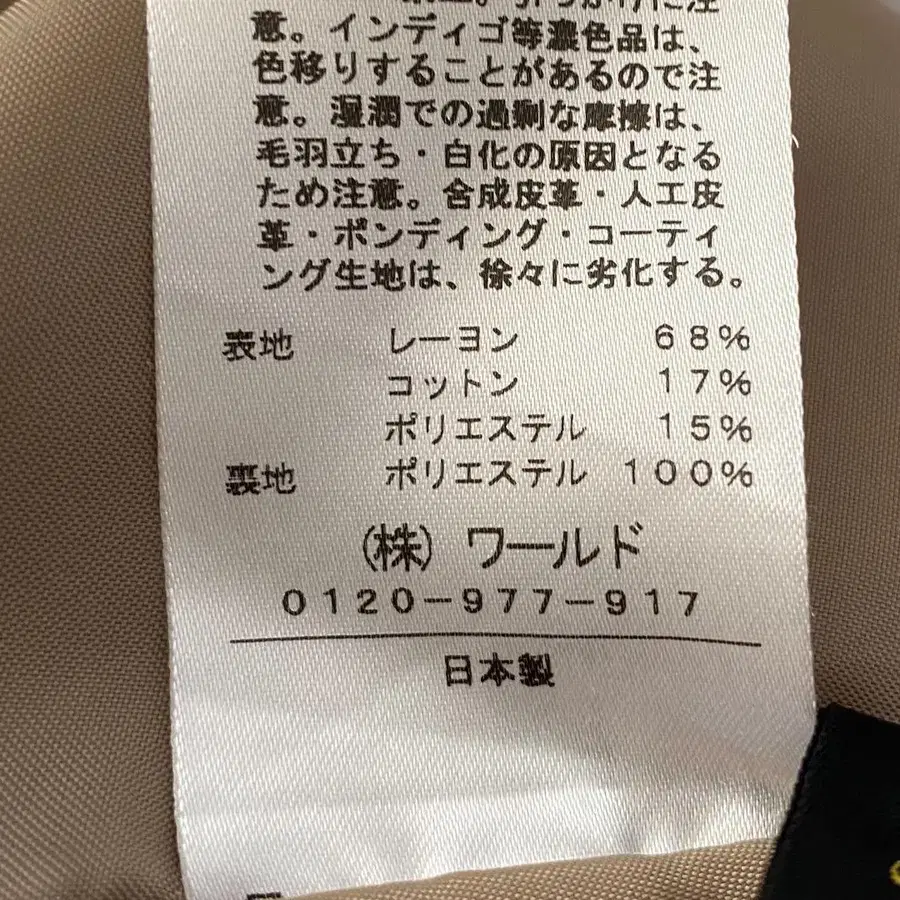 引っかけに注
意。インディゴ等濃色品は、
色移りすることがあるので注
意。湿潤での過剰な摩擦は、
毛羽立ち・白化の原因となる
ため注意。合成皮革・人工皮
革・ボンディング・コーティ
ング生地は、徐々に劣化する。
表地 レーヨン 68%
コットン 17%
ポリエステル 15%
裏地 ポリエステル 100%
(株) ワールド
0120-977-917
日本製